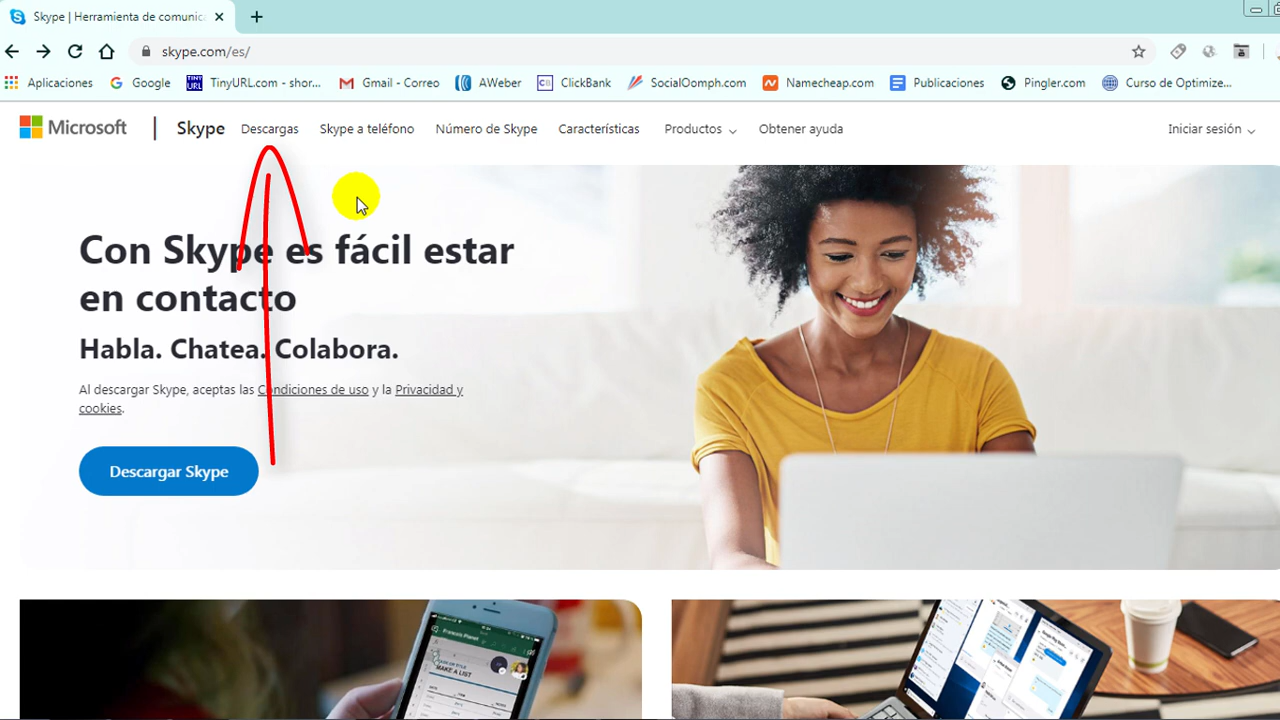 Skype | Herramienta de comunica
skype.com/es/
Aplicaciones Google TinyURL.com - shor... Gmail - Correo AWeber ClickBank SocialOomph.com Namecheap.com Publicaciones Pingler.com Curso de Optimize...
Microsoft Skype Descargas Skype a teléfono Número de Skype Características Productos Obtener ayuda Iniciar sesión
Con Skype es fácil estar
en contacto
Habla. Chatea. Colabora.
Al descargar Skype, aceptas las Condiciones de uso y la Privacidad y
cookies.
Descargar Skype
MAKE A LIST